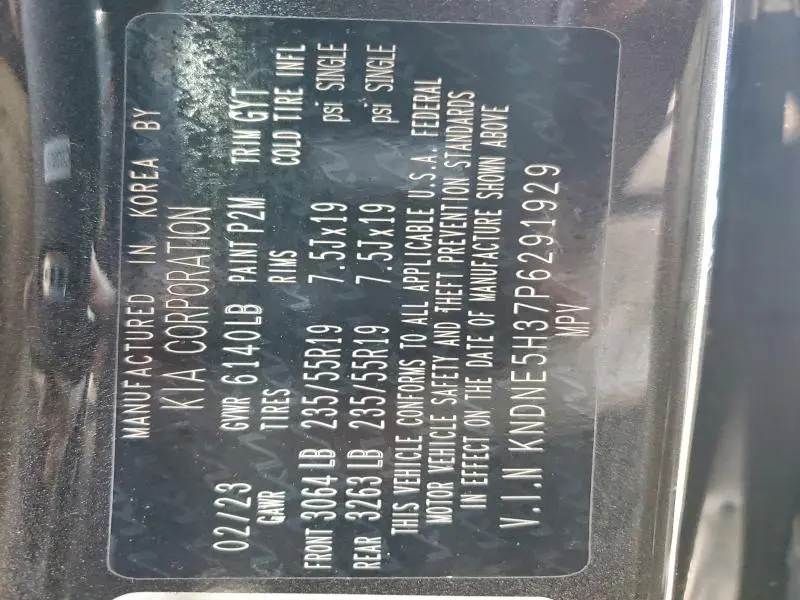 MANUFACTURED IN KOREA BY
KIA CORPORATION
02/23 GVWR 6140LB PAINT P2M TRIM GYT
GAWR TIRES RIMS COLD TIRE INFL
FRONT 3064 LB 235/55R19 7.5Jx19 psi SINGLE
REAR 3263 LB 235/55R19 7.5Jx19 psi SINGLE
THIS VEHICLE CONFORMS TO ALL APPLICABLE U.S.A. FEDERAL
MOTOR VEHICLE SAFETY AND THEFT PREVENTION STANDARDS
IN EFFECT ON THE DATE OF MANUFACTURE SHOWN ABOVE
V.I.N KNDNE5H37P6291929
MPV